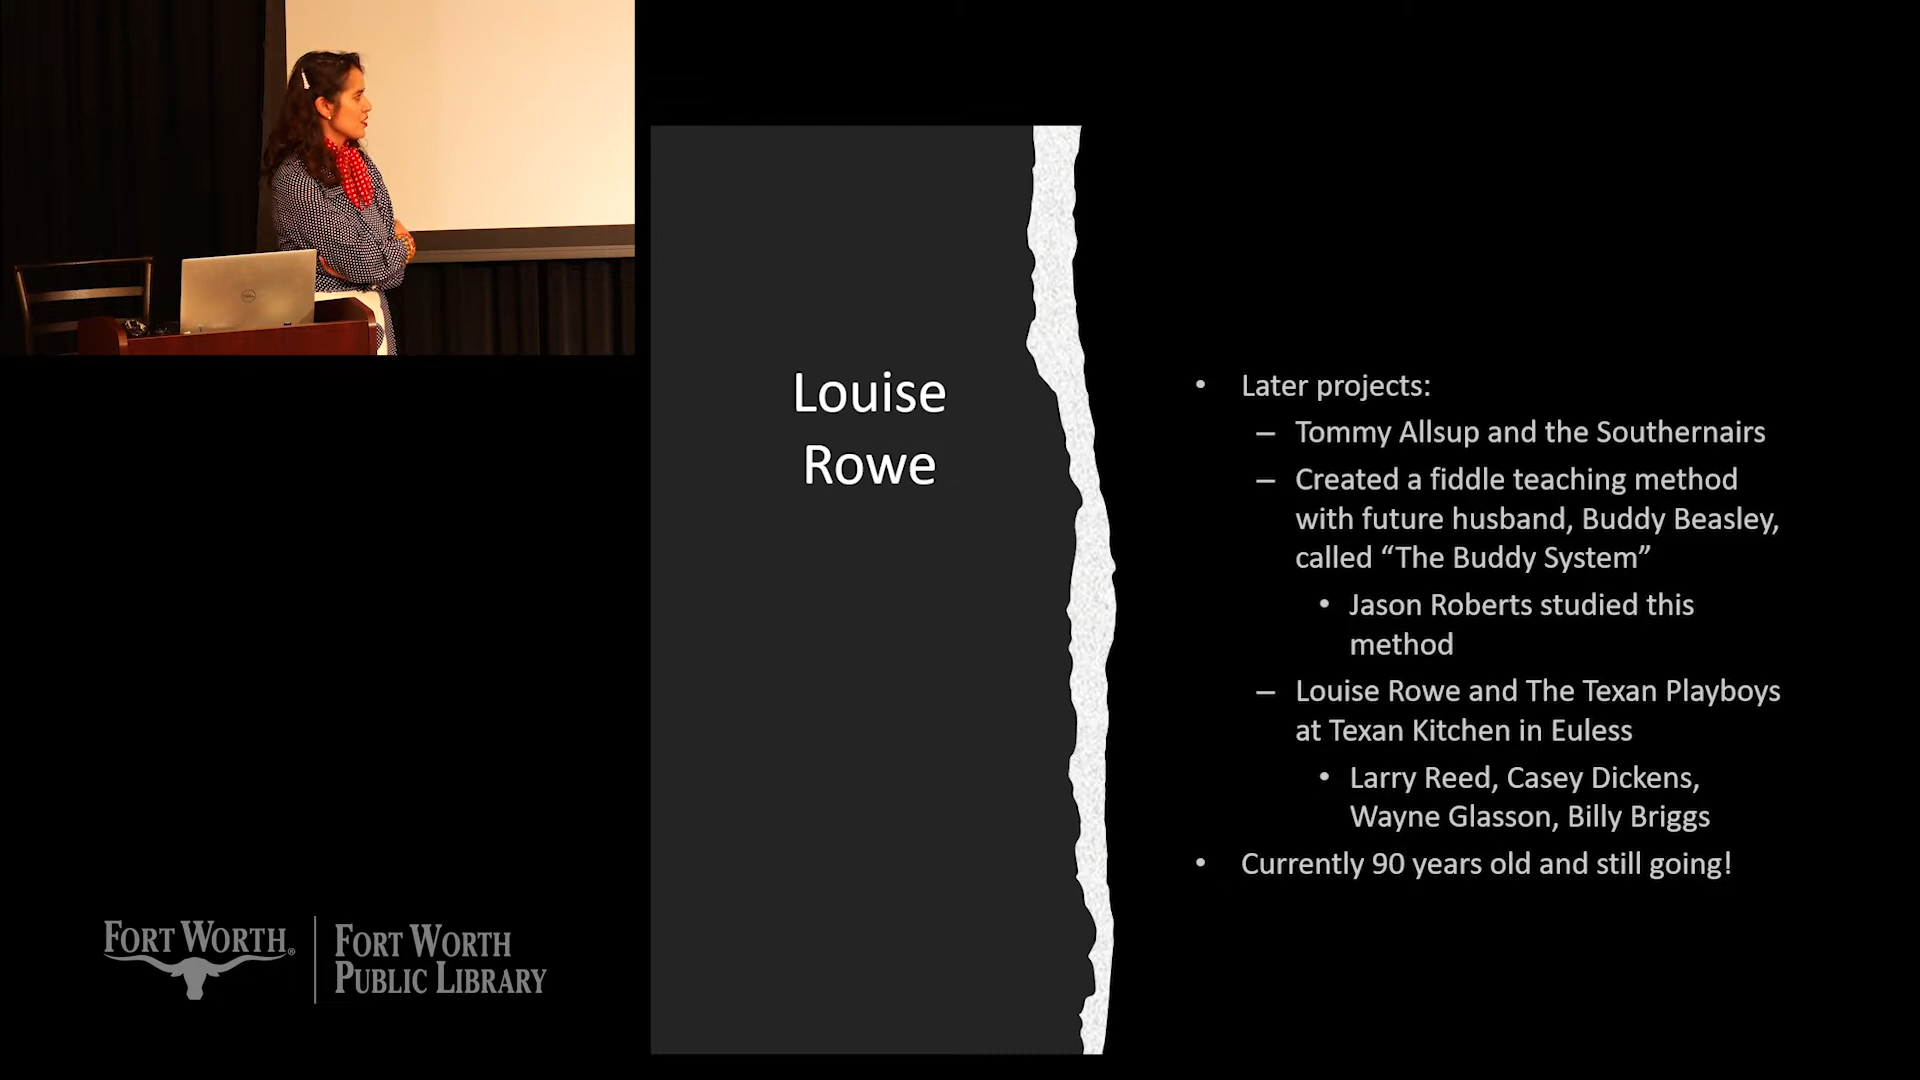 Louise
Rowe
• Later projects:
– Tommy Allsup and the Southernairs
– Created a fiddle teaching method
with future husband, Buddy Beasley,
called “The Buddy System”
• Jason Roberts studied this
method
– Louise Rowe and The Texan Playboys
at Texan Kitchen in Euless
• Larry Reed, Casey Dickens,
Wayne Glasson, Billy Briggs
• Currently 90 years old and still going!
FORT WORTH®
FORT WORTH
PUBLIC LIBRARY
DELL